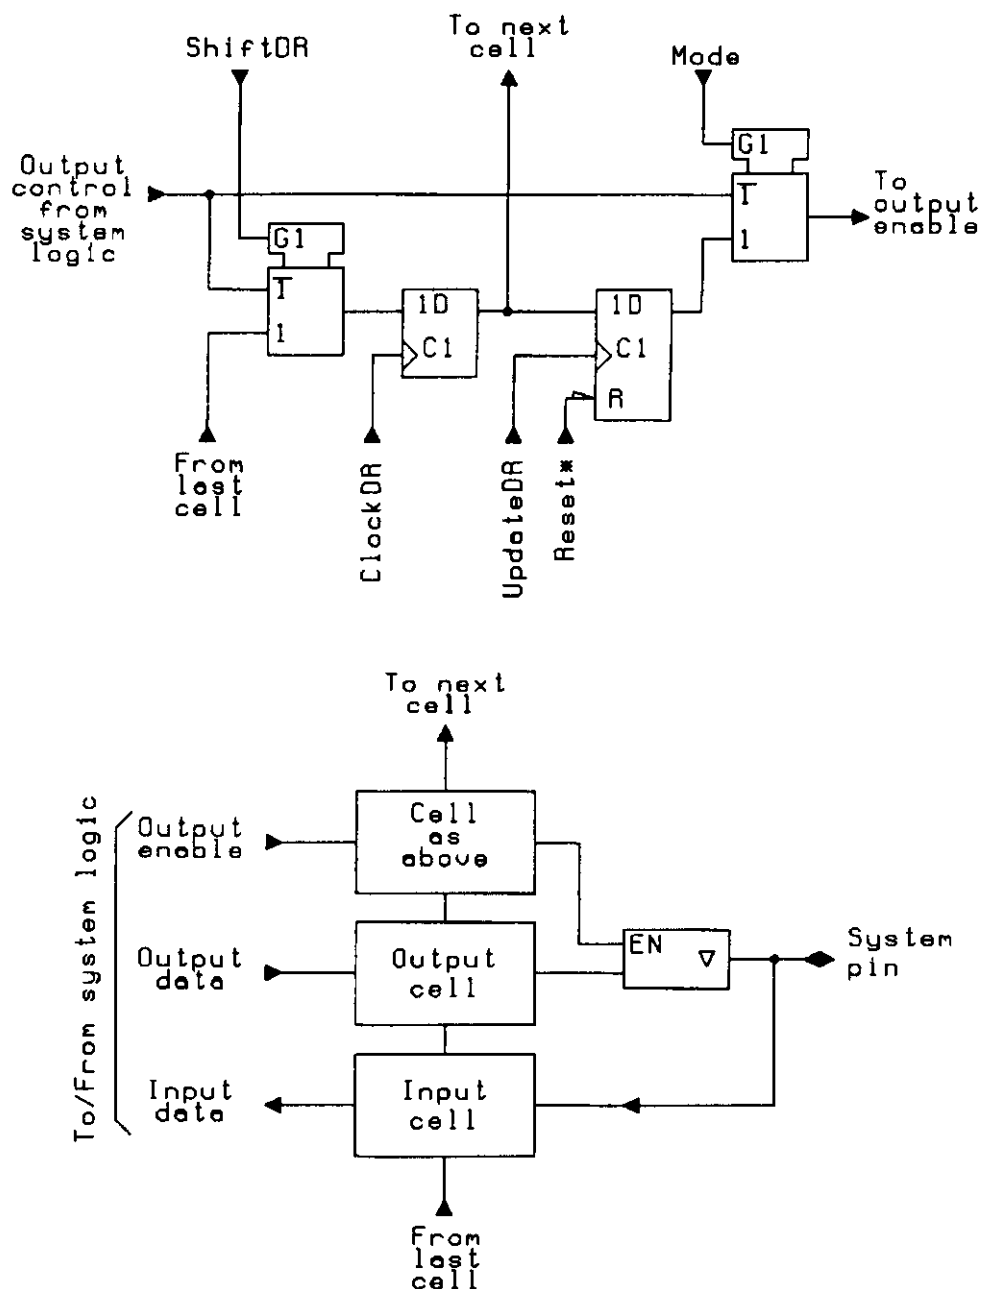 ShiftDR
To next
cell
Mode
G1
Output
control
from
system
logic
1
1
To
output
enable
G1
1
1
1D
C1
1D
C1
R
From
last
cell
ClockDR
UpdateDR
Reset*
To next
cell
To/From system logic
Output
enable
Cell
as
above
Output
data
Output
cell
EN
System
pin
Input
data
Input
cell
From
last
cell